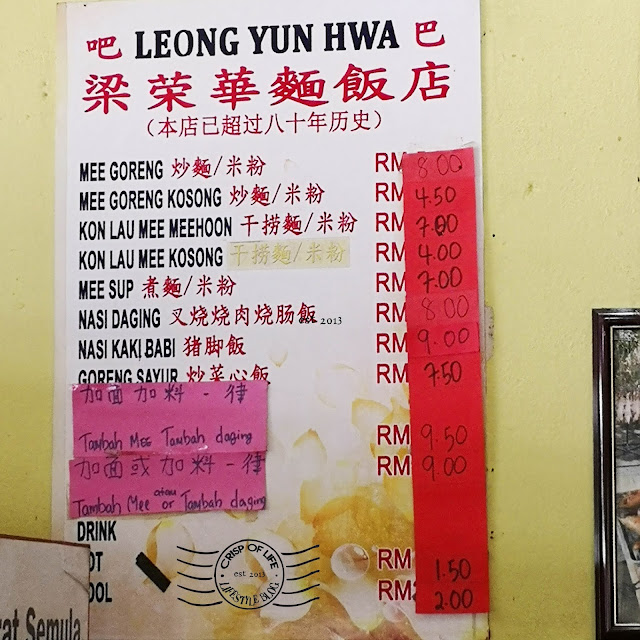 吧 LEONG YUN HWA 巴
梁荣華麵飯店
（本店已超过八十年历史）
MEE GORENG 炒麵/米粉 RM 8.00
MEE GORENG KOSONG 炒麵/米粉 RM 4.50
KON LAU MEE MEEHOON 干捞麵/米粉 RM 7.00
KON LAU MEE KOSONG 干捞麵/米粉 RM 4.00
MEE SUP 煮麵/米粉 RM 7.00
NASI DAGING 叉烧烧肉烧肠飯 RM 8.00
est 2013
NASI KAKI BABI 猪脚飯 RM 9.00
GORENG SAYUR 炒菜心飯 RM 7.50
加面加料 - 律
Tambah Mee Tambah daging RM 9.50
加面或加料 - 律
Tambah Mee atau or Tambah daging RM 9.00
DRINK
OT RM 1.50
OOL RM2 2.00
CRISP OF LIFE
est 2013
LIFESTYLE BLOG
rat Semula